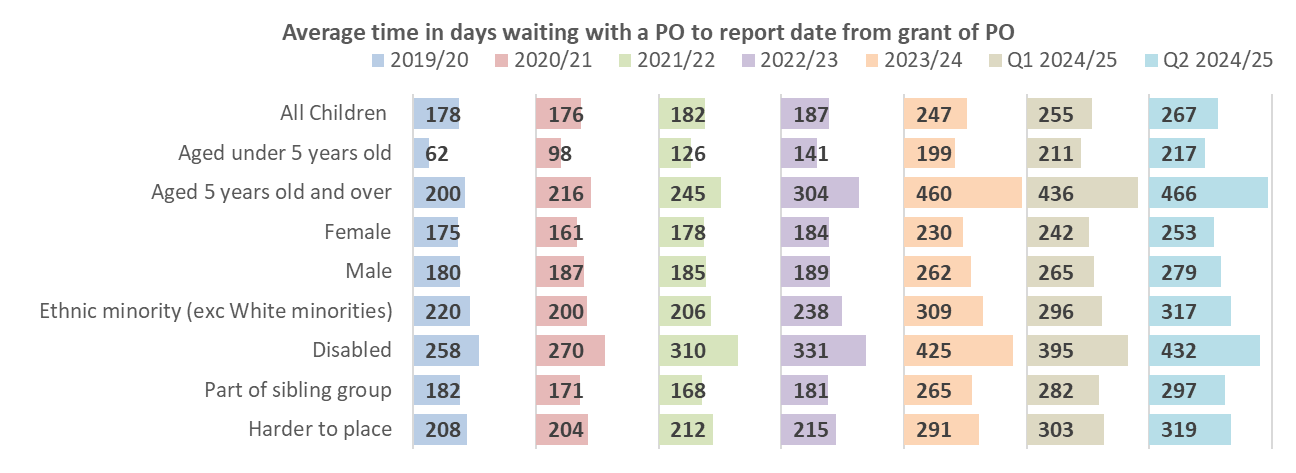 Average time in days waiting with a PO to report date from grant of PO
2019/20 2020/21 2021/22 2022/23 2023/24 Q1 2024/25 Q2 2024/25
All Children 178 176 182 187 247 255 267
Aged under 5 years old 62 98 126 141 199 211 217
Aged 5 years old and over 200 216 245 304 460 436 466
Female 175 161 178 184 230 242 253
Male 180 187 185 189 262 265 279
Ethnic minority (exc White minorities) 220 200 206 238 309 296 317
Disabled 258 270 310 331 425 395 432
Part of sibling group 182 171 168 181 265 282 297
Harder to place 208 204 212 215 291 303 319